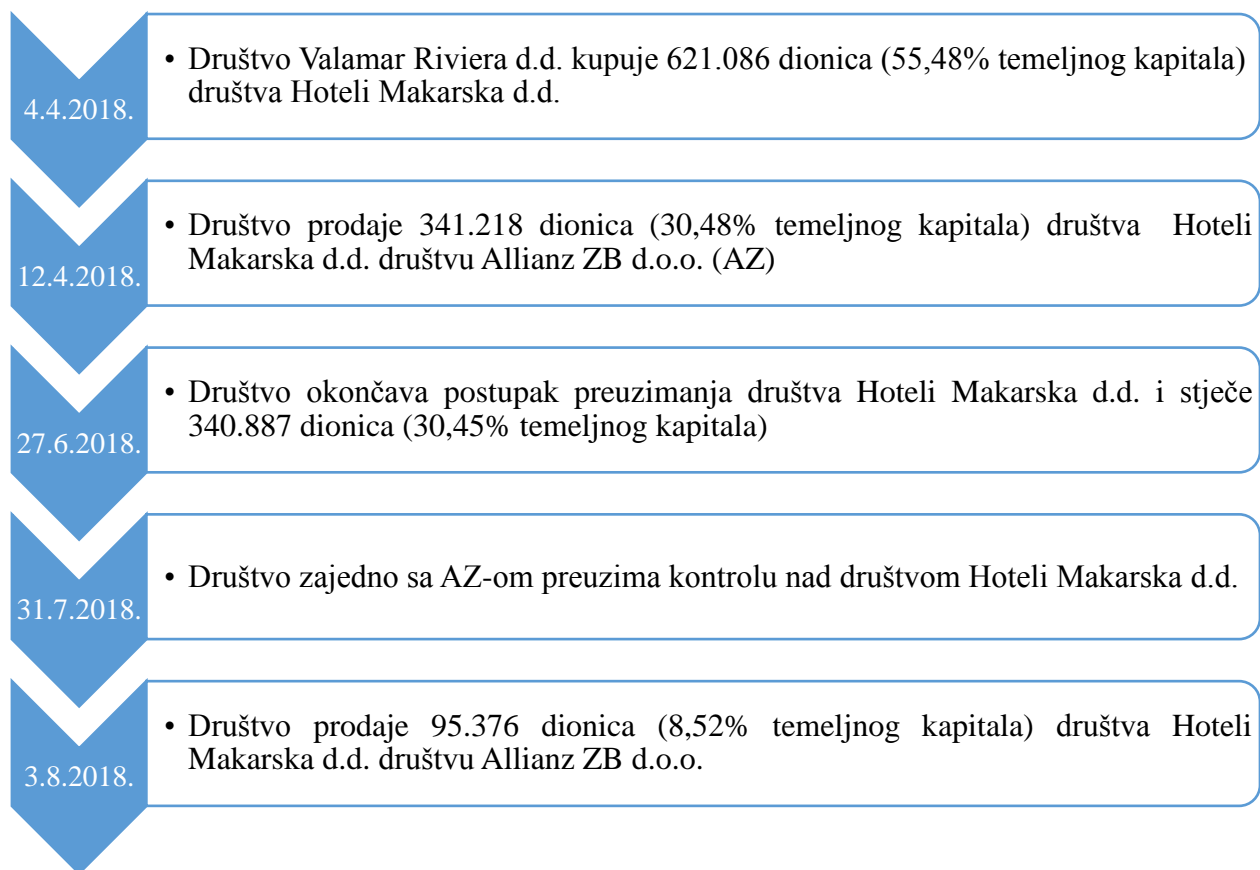 4.4.2018.
• Društvo Valamar Riviera d.d. kupuje 621.086 dionica (55,48% temeljnog kapitala)
društva Hoteli Makarska d.d.
12.4.2018.
• Društvo prodaje 341.218 dionica (30,48% temeljnog kapitala) društva Hoteli
Makarska d.d. društvu Allianz ZB d.o.o. (AZ)
27.6.2018.
• Društvo okončava postupak preuzimanja društva Hoteli Makarska d.d. i stječe
340.887 dionica (30,45% temeljnog kapitala)
31.7.2018.
• Društvo zajedno sa AZ-om preuzima kontrolu nad društvom Hoteli Makarska d.d.
3.8.2018.
• Društvo prodaje 95.376 dionica (8,52% temeljnog kapitala) društva Hoteli
Makarska d.d. društvu Allianz ZB d.o.o.